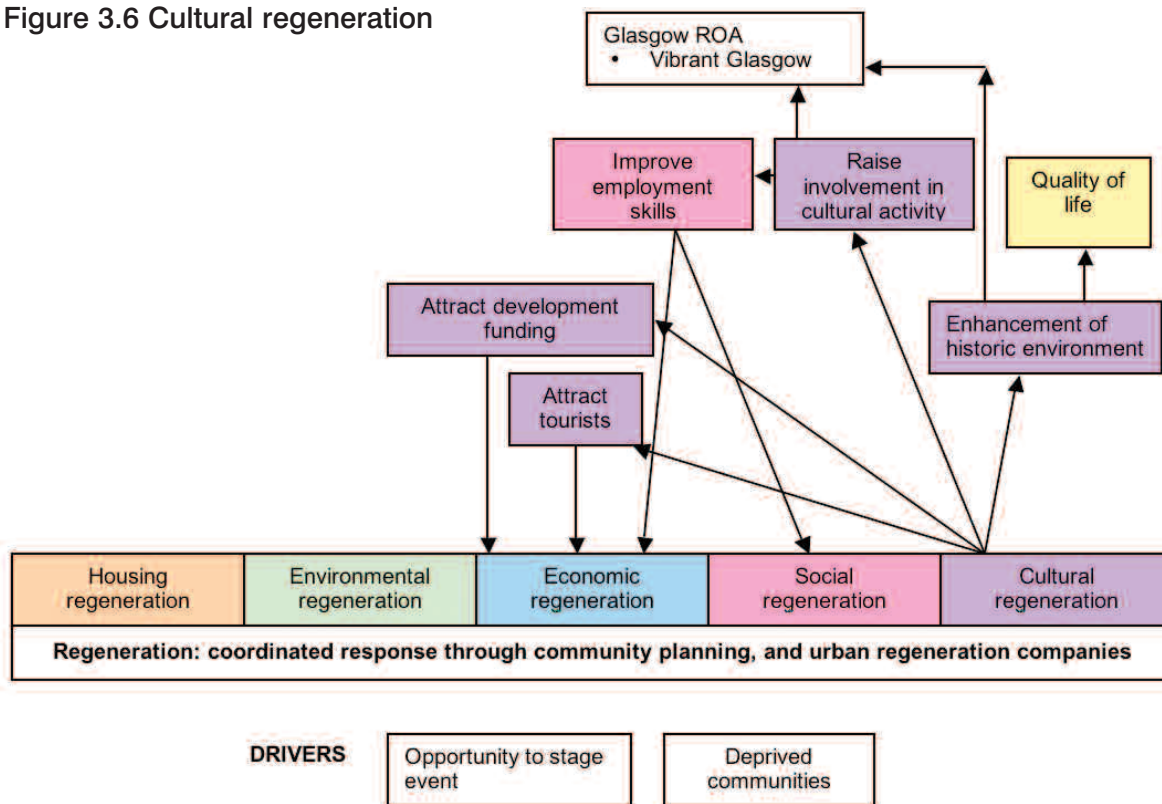 Figure 3.6 Cultural regeneration
Glasgow ROA
• Vibrant Glasgow
Improve
employment
skills
Raise
involvement in
cultural activity
Quality of
life
Attract development
funding
Enhancement of
historic environment
Attract
tourists
Housing
regeneration
Environmental
regeneration
Economic
regeneration
Social
regeneration
Cultural
regeneration
Regeneration: coordinated response through community planning, and urban regeneration companies
DRIVERS
Opportunity to stage
event
Deprived
communities